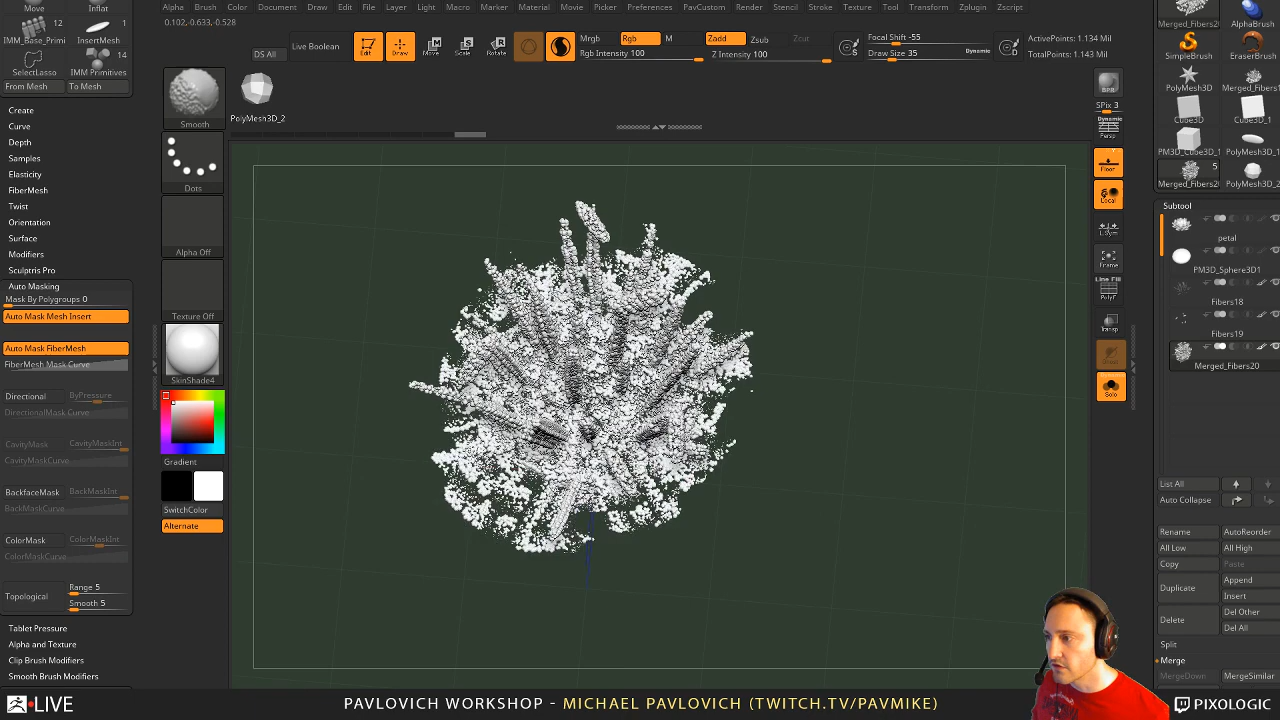 Alpha Brush Color Document Draw Edit File Layer Light Macro Marker Material Movie Picker Preferences PavCustom Render Stencil Stroke Texture Tool Transform Zplugin Zscript
0.102,-0.633,-0.528
Move
Inflat
12
IMM_Base_Primi
InsertMesh
14
SelectLasso
IMM Primitives
From Mesh
To Mesh
Create
Curve
Depth
Samples
Elasticity
FiberMesh
Twist
Orientation
Surface
Modifiers
Sculptris Pro
Auto Masking
Mask By Polygroups 0
Auto Mask Mesh Insert
Auto Mask FiberMesh
FiberMesh Mask Curve
Directional
ByPressure
DirectionalMask Curve
CavityMask
CavityMaskInt
CavityMaskCurve
BackfaceMask
BackMaskInt
BackMaskCurve
ColorMask
ColorMaskInt
ColorMaskCurve
Topological
Range 5
Smooth 5
Tablet Pressure
Alpha and Texture
Clip Brush Modifiers
Smooth Brush Modifiers
DS All
Live Boolean
Edit
Draw
Move
Scale
Rotate
Mrgb
Rgb
M
Rgb Intensity 100
Zadd
Zsub
Zcut
Z Intensity 100
S
Focal Shift -55
Draw Size 35
Dynamic
D
ActivePoints: 1.134 Mil
TotalPoints: 1.143 Mil
Smooth
PolyMesh3D_2
Dots
Alpha Off
Texture Off
SkinShade4
Gradient
SwitchColor
Alternate
BPR
SPix 3
Dynamic
Persp
Floor
Local
L.Sym
Frame
Line Fill
PolyF
Transp
Solo
Merged_Fibers20
AlphaBrush
SimpleBrush
EraserBrush
PolyMesh3D
Merged_Fibers1
Cube3D
Cube3D_1
PM3D_Cube3D_1
PolyMesh3D_1
5
Merged_Fibers20
PolyMesh3D_2
Subtool
petal
PM3D_Sphere3D1
Fibers18
Fibers19
Merged_Fibers20
List All
Auto Collapse
Rename
AutoReorder
All Low
All High
Copy
Paste
Duplicate
Append
Insert
Delete
Del Other
Del All
Split
Merge
MergeDown
MergeSimilar
LIVE
PAVLOVICH WORKSHOP - MICHAEL PAVLOVICH (TWITCH.TV/PAVMIKE)
PIXOLOGIC